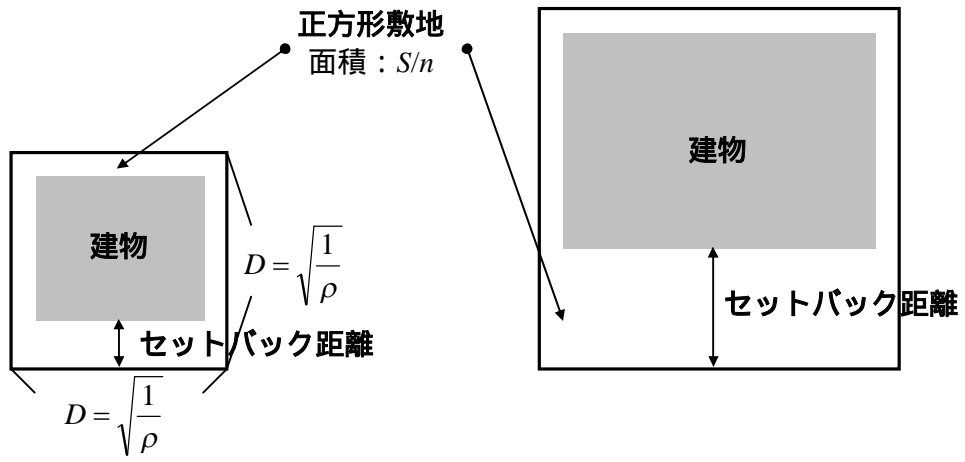 正方形敷地
面積：S/n
建物
建物
D = √(1/ρ)
セットバック距離
セットバック距離
D = √(1/ρ)